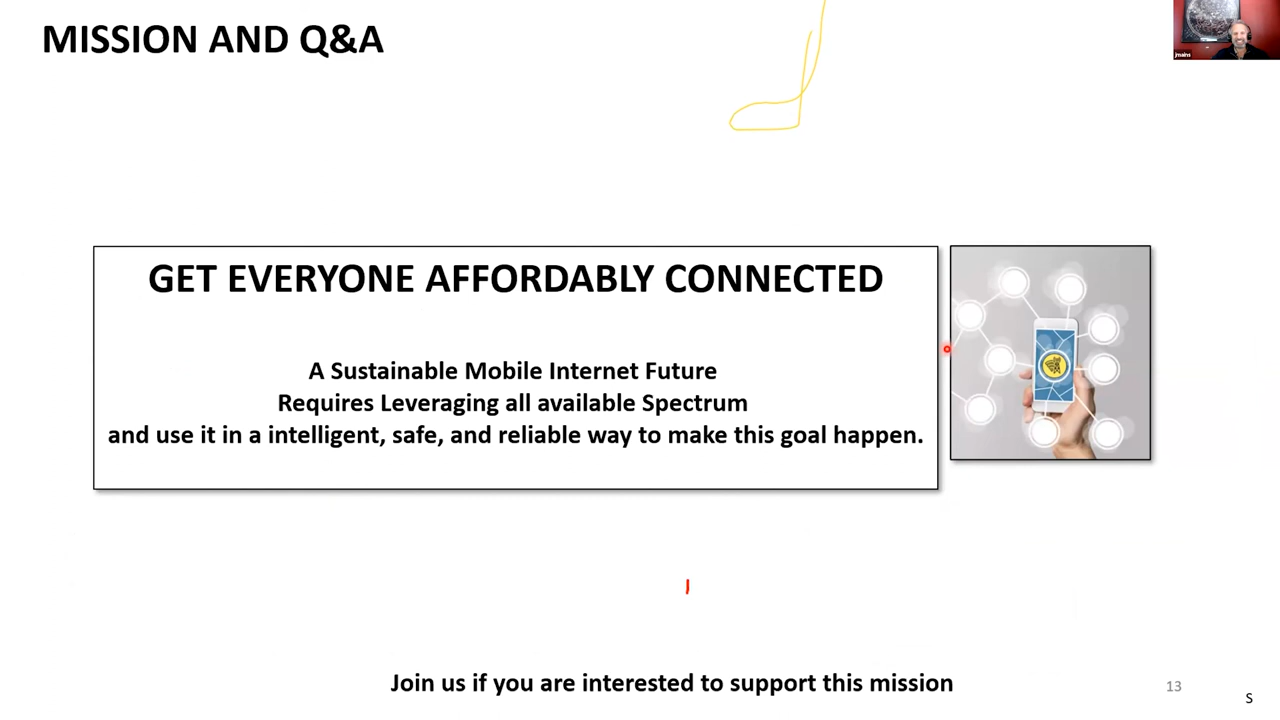 MISSION AND Q&A
jmains
GET EVERYONE AFFORDABLY CONNECTED
A Sustainable Mobile Internet Future
Requires Leveraging all available Spectrum
and use it in a intelligent, safe, and reliable way to make this goal happen.
Join us if you are interested to support this mission
13
S